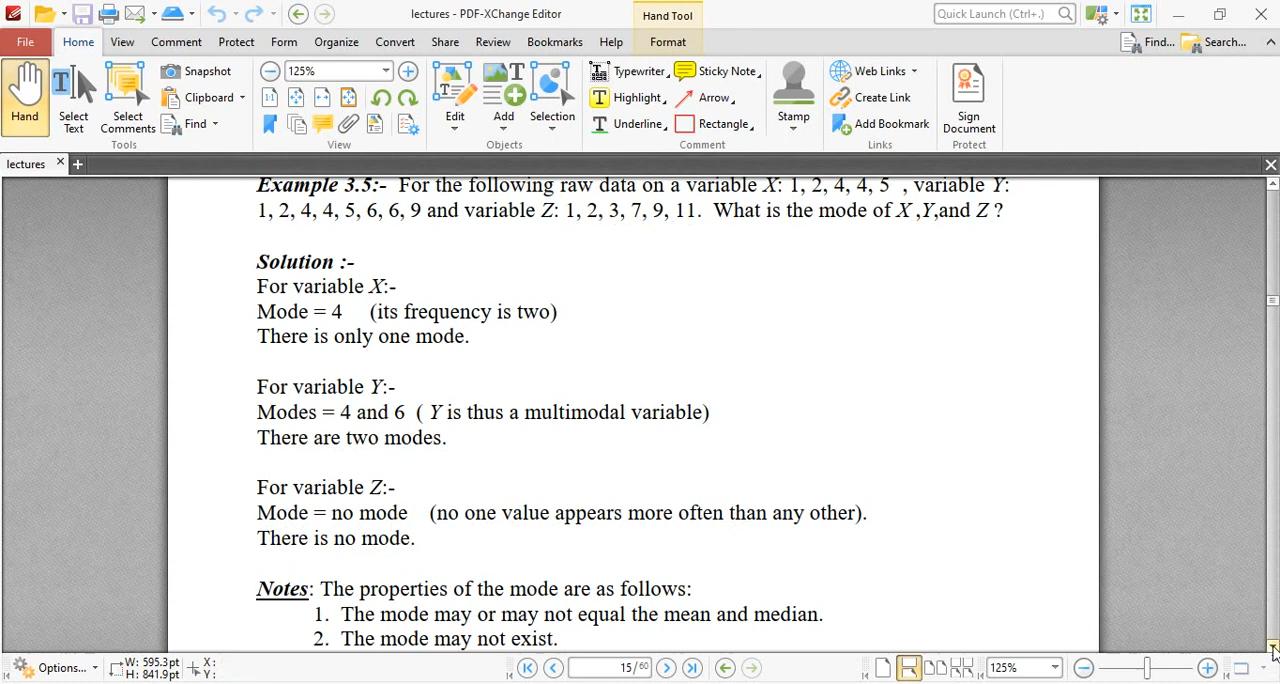 lectures - PDF-XChange Editor
Hand Tool
Quick Launch (Ctrl+.)
File
Home
View
Comment
Protect
Form
Organize
Convert
Share
Review
Bookmarks
Help
Format
Find...
Search...
Hand
Select Text
Select Comments
Snapshot
Clipboard
Find
Tools
125%
View
Edit
Add
Selection
Objects
Typewriter
Sticky Note
Highlight
Arrow
Underline
Rectangle
Stamp
Comment
Web Links
Create Link
Add Bookmark
Links
Sign Document
Protect
lectures
Example 3.5:- For the following raw data on a variable X: 1, 2, 4, 4, 5 , variable Y:
1, 2, 4, 4, 5, 6, 6, 9 and variable Z: 1, 2, 3, 7, 9, 11. What is the mode of X ,Y,and Z ?
Solution :-
For variable X:-
Mode = 4 (its frequency is two)
There is only one mode.
For variable Y:-
Modes = 4 and 6 ( Y is thus a multimodal variable)
There are two modes.
For variable Z:-
Mode = no mode (no one value appears more often than any other).
There is no mode.
Notes: The properties of the mode are as follows:
1. The mode may or may not equal the mean and median.
2. The mode may not exist.
Options...
W: 595.3pt
H: 841.9pt
X:
Y:
15/60
125%